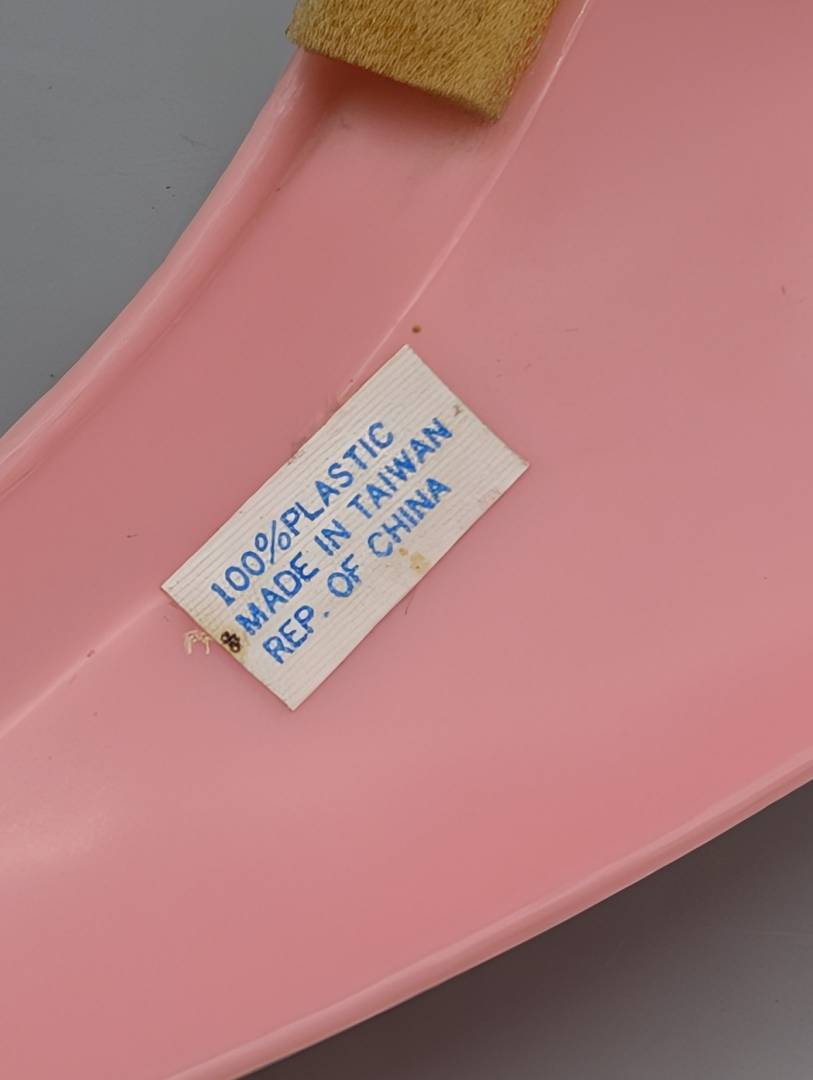 100%PLASTIC
MADE IN TAIWAN
REP. OF CHINA